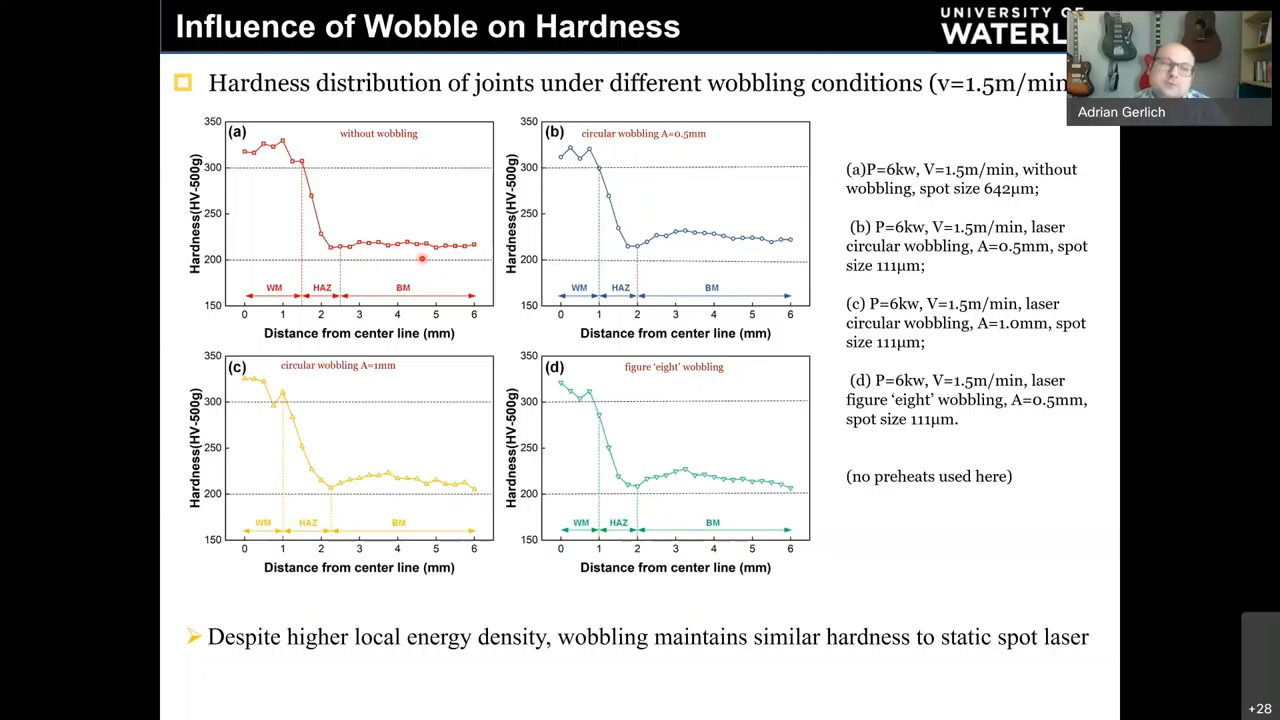 Influence of Wobble on Hardness
UNIVERSITY OF
WATERL
Adrian Gerlich
Hardness distribution of joints under different wobbling conditions (v=1.5m/min
(a)
without wobbling
350
300
250
200
150
Hardness(HV-500g)
WM
HAZ
BM
0 1 2 3 4 5 6
Distance from center line (mm)
(b)
circular wobbling A=0.5mm
350
300
250
200
150
Hardness(HV-500g)
WM
HAZ
BM
0 1 2 3 4 5 6
Distance from center line (mm)
(c)
circular wobbling A=1mm
350
300
250
200
150
Hardness(HV-500g)
WM
HAZ
BM
0 1 2 3 4 5 6
Distance from center line (mm)
(d)
figure ‘eight’ wobbling
350
300
250
200
150
Hardness(HV-500g)
WM
HAZ
BM
0 1 2 3 4 5 6
Distance from center line (mm)
(a)P=6kw, V=1.5m/min, without
wobbling, spot size 642μm;
(b) P=6kw, V=1.5m/min, laser
circular wobbling, A=0.5mm, spot
size 111μm;
(c) P=6kw, V=1.5m/min, laser
circular wobbling, A=1.0mm, spot
size 111μm;
(d) P=6kw, V=1.5m/min, laser
figure ‘eight’ wobbling, A=0.5mm,
spot size 111μm.
(no preheats used here)
Despite higher local energy density, wobbling maintains similar hardness to static spot laser
+28